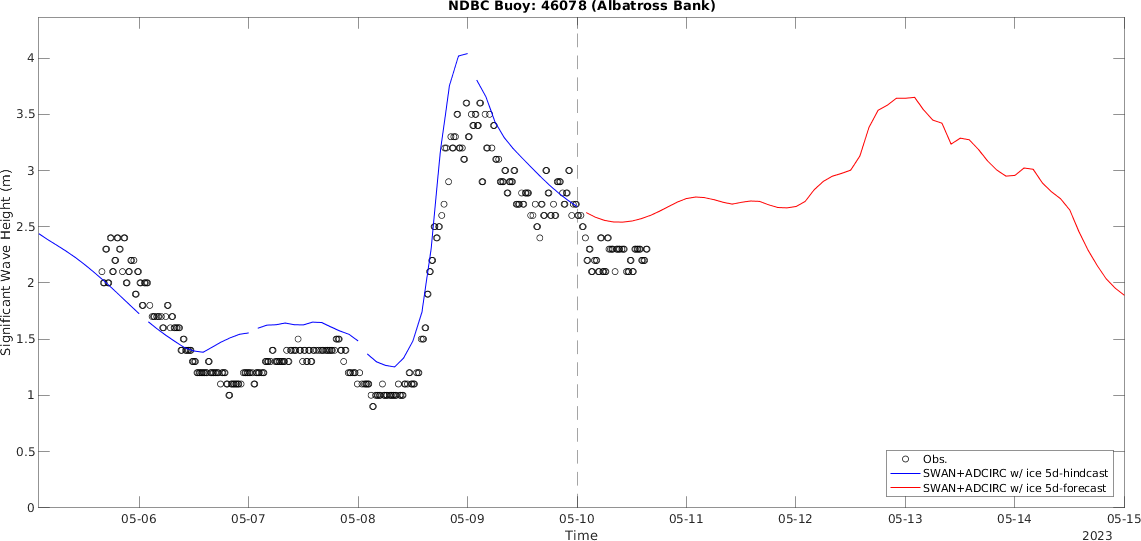 NDBC Buoy: 46078 (Albatross Bank)
Significant Wave Height (m)
4
3.5
3
2.5
2
1.5
1
0.5
0
Obs.
SWAN+ADCIRC w/ ice 5d-hindcast
SWAN+ADCIRC w/ ice 5d-forecast
05-06 05-07 05-08 05-09 05-10 05-11 05-12 05-13 05-14 05-15
Time
2023